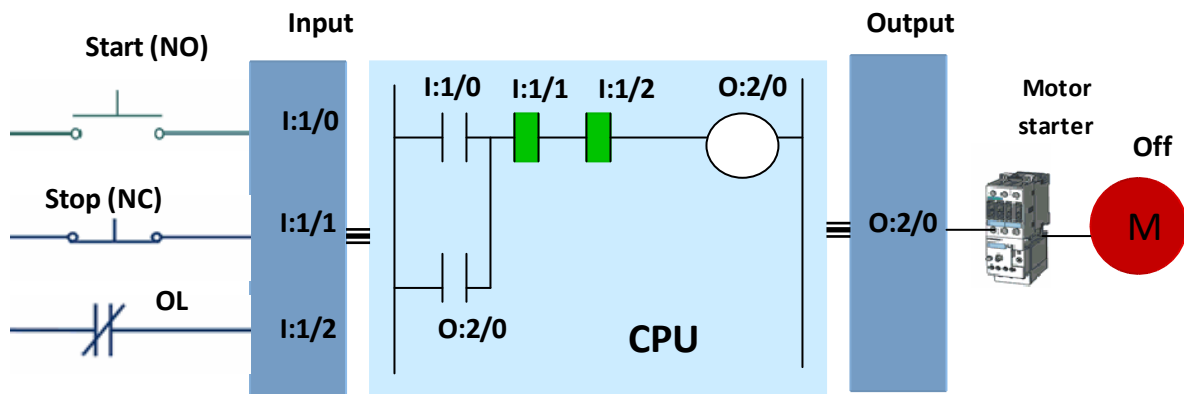 Input
Output
Start (NO)
I:1/0
I:1/1
I:1/2
O:2/0
Motor
starter
Off
I:1/0
Stop (NC)
I:1/1
O:2/0
M
OL
I:1/2
O:2/0
CPU